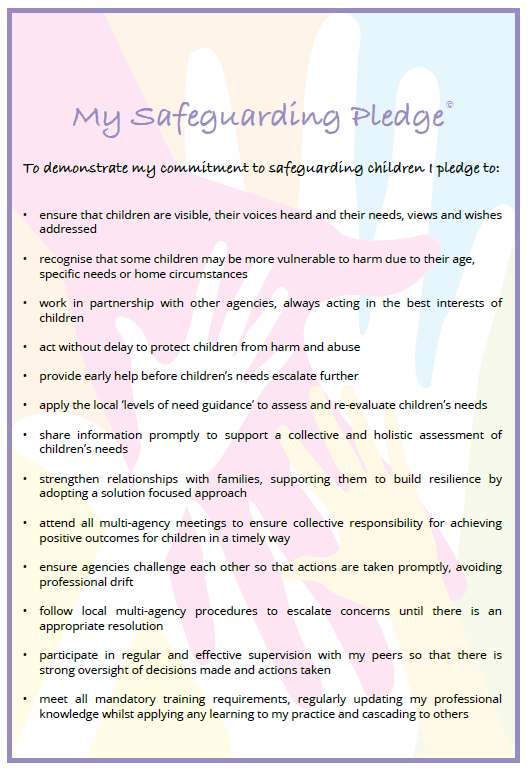 My Safeguarding Pledge©
To demonstrate my commitment to safeguarding children I pledge to:
• ensure that children are visible, their voices heard and their needs, views and wishes
addressed
• recognise that some children may be more vulnerable to harm due to their age,
specific needs or home circumstances
• work in partnership with other agencies, always acting in the best interests of
children
• act without delay to protect children from harm and abuse
• provide early help before children’s needs escalate further
• apply the local ‘levels of need guidance’ to assess and re-evaluate children’s needs
• share information promptly to support a collective and holistic assessment of
children’s needs
• strengthen relationships with families, supporting them to build resilience by
adopting a solution focused approach
• attend all multi-agency meetings to ensure collective responsibility for achieving
positive outcomes for children in a timely way
• ensure agencies challenge each other so that actions are taken promptly, avoiding
professional drift
• follow local multi-agency procedures to escalate concerns until there is an
appropriate resolution
• participate in regular and effective supervision with my peers so that there is
strong oversight of decisions made and actions taken
• meet all mandatory training requirements, regularly updating my professional
knowledge whilst applying any learning to my practice and cascading to others